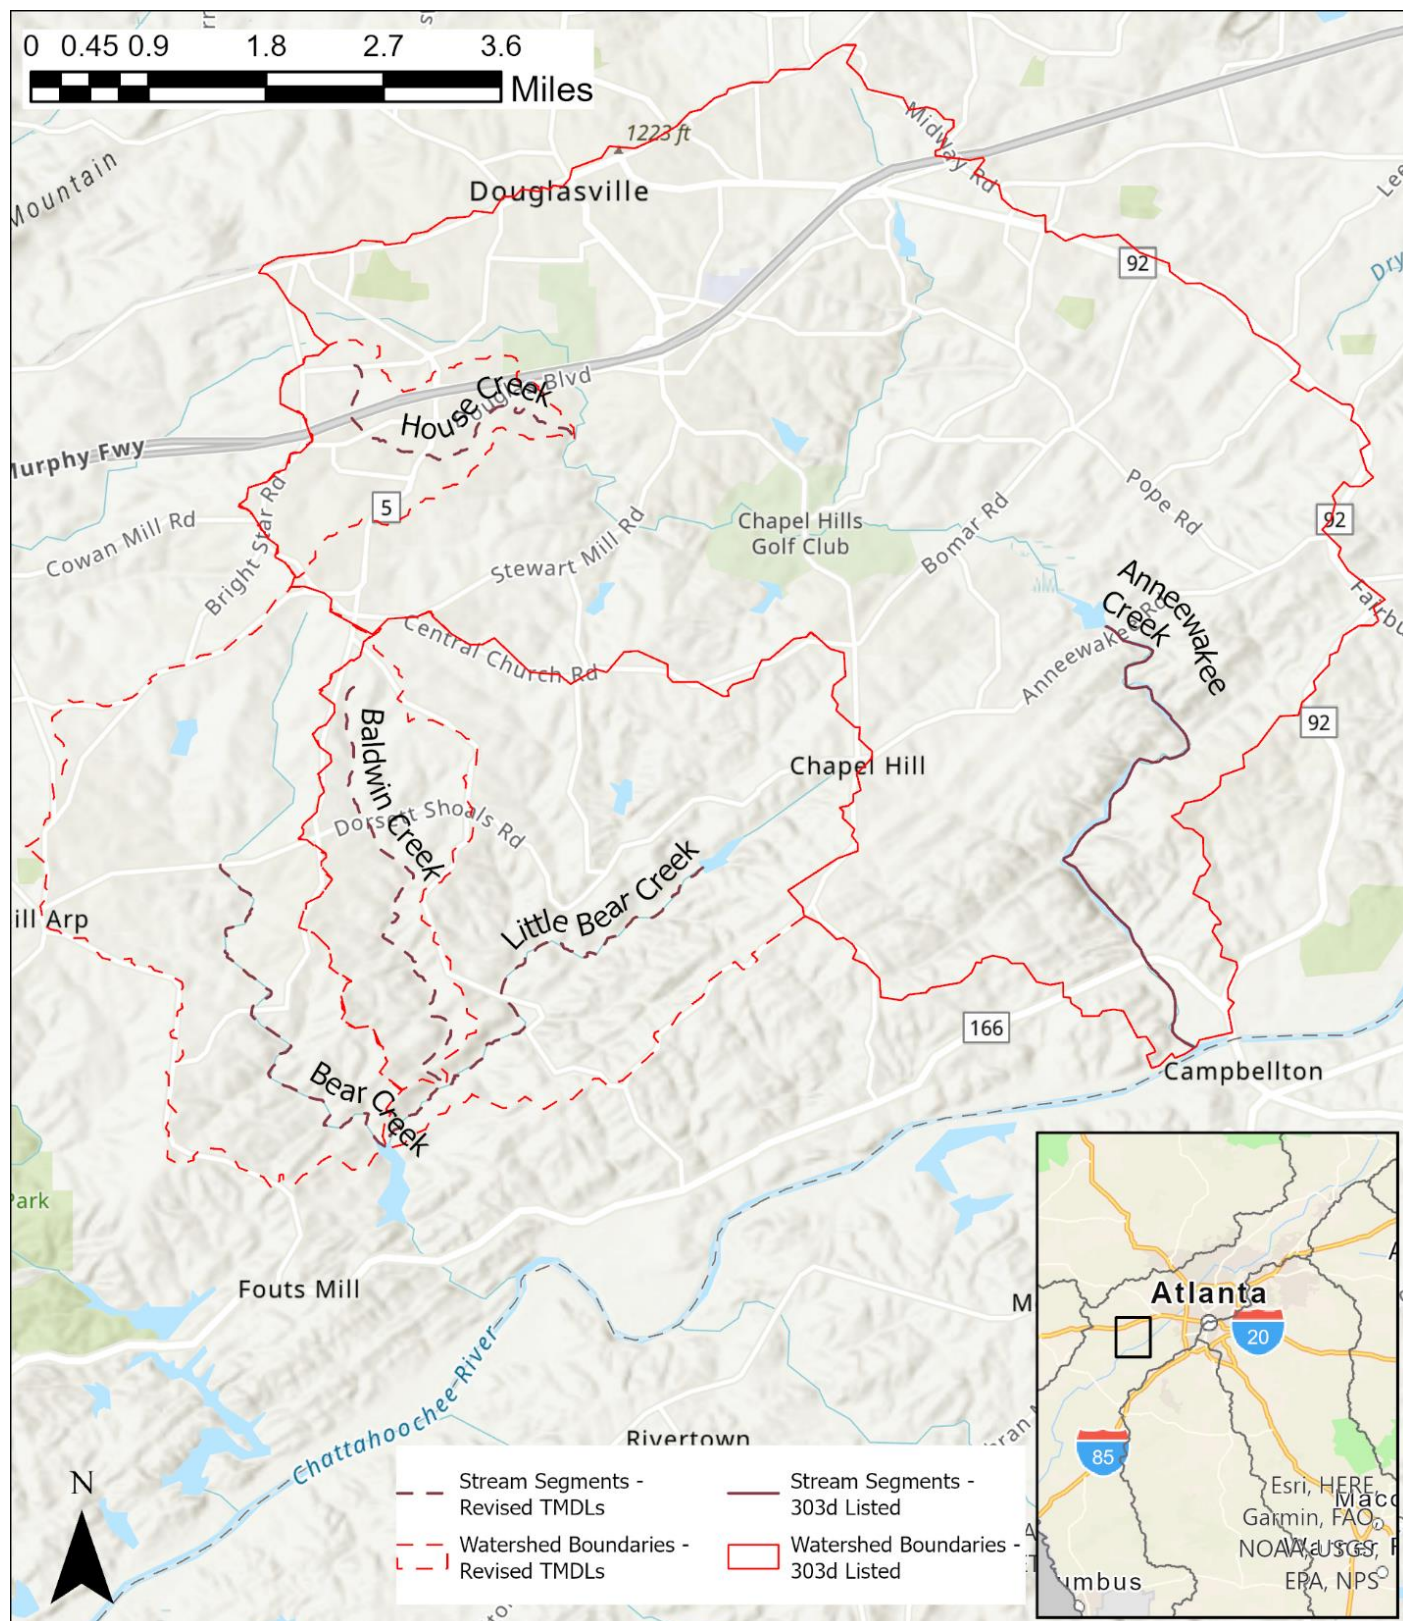 0 0.45 0.9 1.8 2.7 3.6
Miles
1223 ft
Midway Rd
Mountain
Douglasville
92
House Creek
Murphy Fwy
5
Cowan Mill Rd
Bright Star Rd
Stewart Mill Rd
Chapel Hills
Golf Club
Bomar Rd
Pope Rd
92
Anneewakee
Creek
Anneewakee Rd
Central Church Rd
92
Baldwin Creek
Chapel Hill
Dorsett Shoals Rd
Little Bear Creek
ill Arp
166
Campbellton
Bear Creek
Park
Fouts Mill
Chattahoochee River
Rivertown
N
Stream Segments -
Revised TMDLs
Stream Segments -
303d Listed
Watershed Boundaries -
Revised TMDLs
Watershed Boundaries -
303d Listed
Atlanta
20
85
umbus
Esri, HERE,
Garmin, FAO,
NOAA, USGS,
EPA, NPS